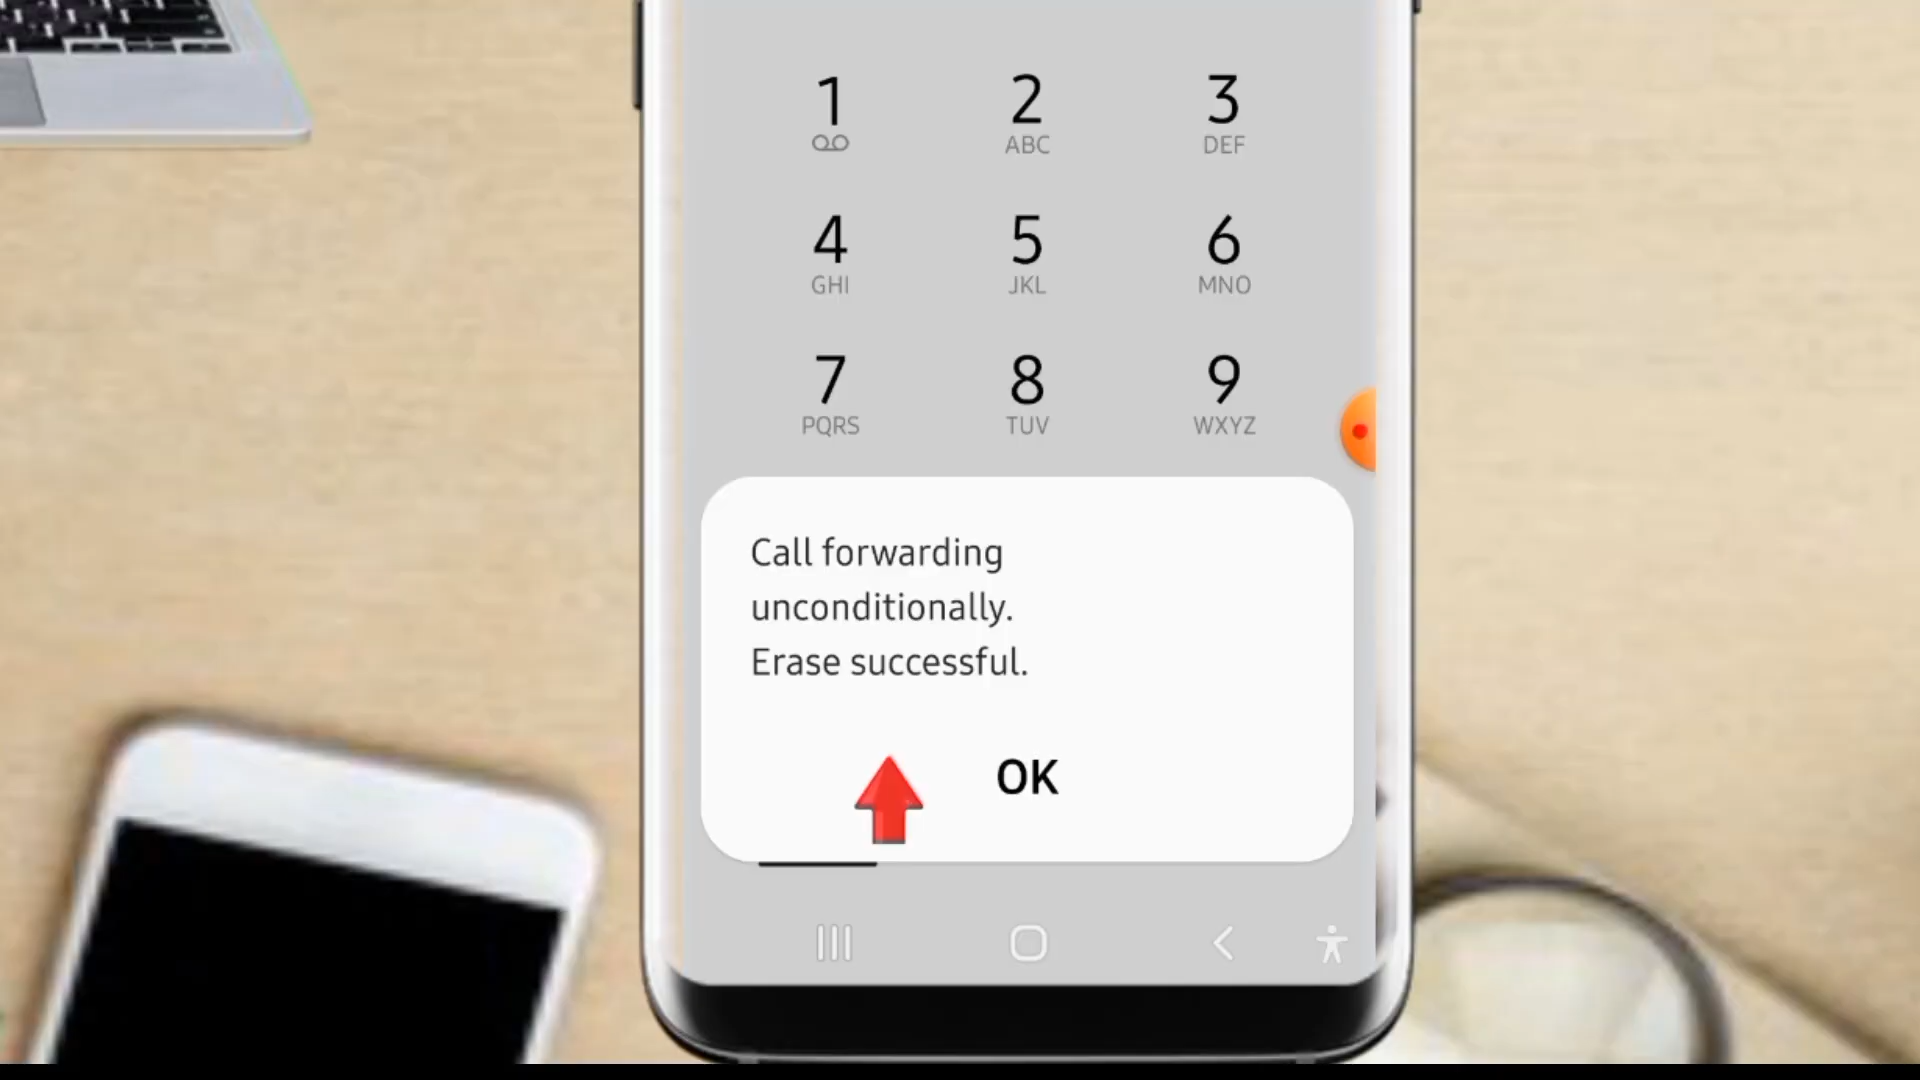 1 2 3
ABC DEF
4 5 6
GHI JKL MNO
7 8 9
PQRS TUV WXYZ
Call forwarding
unconditionally.
Erase successful.
OK